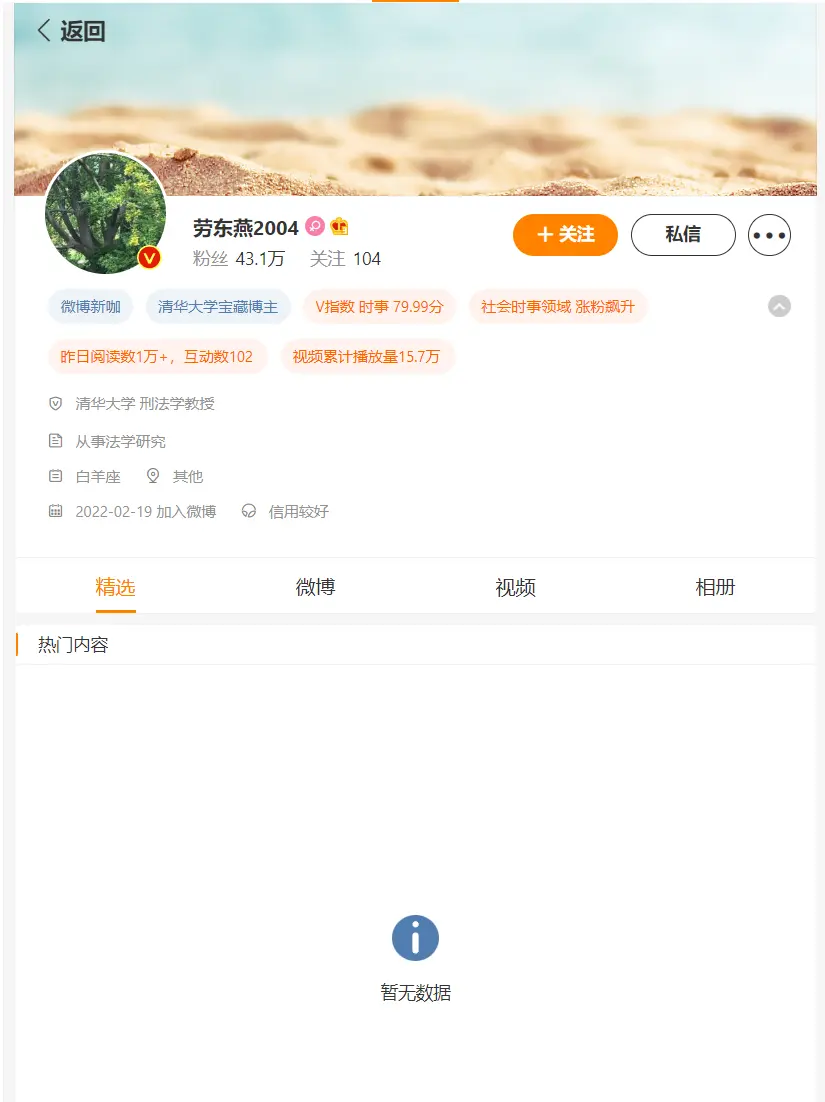 返回
劳东燕2004
粉丝 43.1万 关注 104
+ 关注 私信
微博新咖 清华大学宝藏博主 V指数 时事 79.99分 社会时事领域 涨粉飙升
昨日阅读数1万+，互动数102 视频累计播放量15.7万
清华大学 刑法学教授
从事法学研究
白羊座 其他
2022-02-19 加入微博 信用较好
精选 微博 视频 相册
热门内容
暂无数据